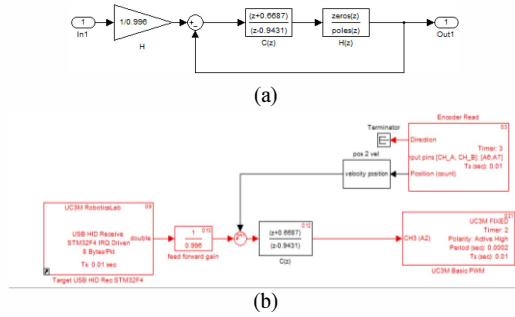 1
In1
1/0.996
H
(z+0.6687)
(z-0.9431)
C(z)
zeros(z)
poles(z)
H(z)
1
Out1
(a)
Encoder Read
Terminator
Direction
Timer: 3
Input pins [CH_A, CH_B]: [A6,A7]
Ts (sec): 0.01
Position (count)
pos 2 vel
velocity position
UC3M RoboticsLab
USB HID Receive
STM32F4 IRQ Driven
8 Bytes/Pkt
Ts: 0.01 sec
double
Target USB HID Rec STM32F4
1
0.996
feed forward gain
(z+0.6687)
(z-0.9431)
C(z)
CH3 (A2)
UC3M FIXED
Timer: 2
Polarity: Active High
Period (sec): 0.0002
Ts (sec): 0.01
UC3M Basic PWM
(b)